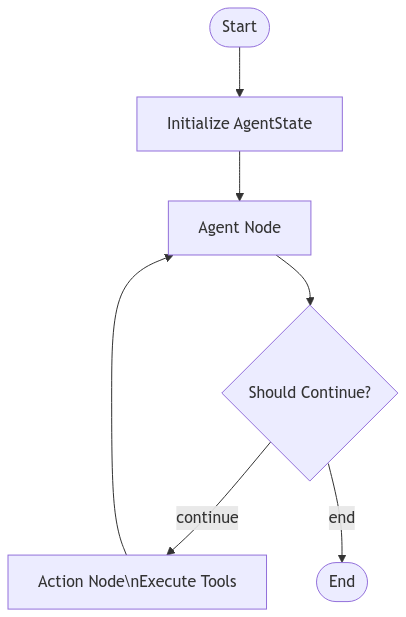 Start
Initialize AgentState
Agent Node
Should Continue?
continue
end
Action Node\nExecute Tools
End